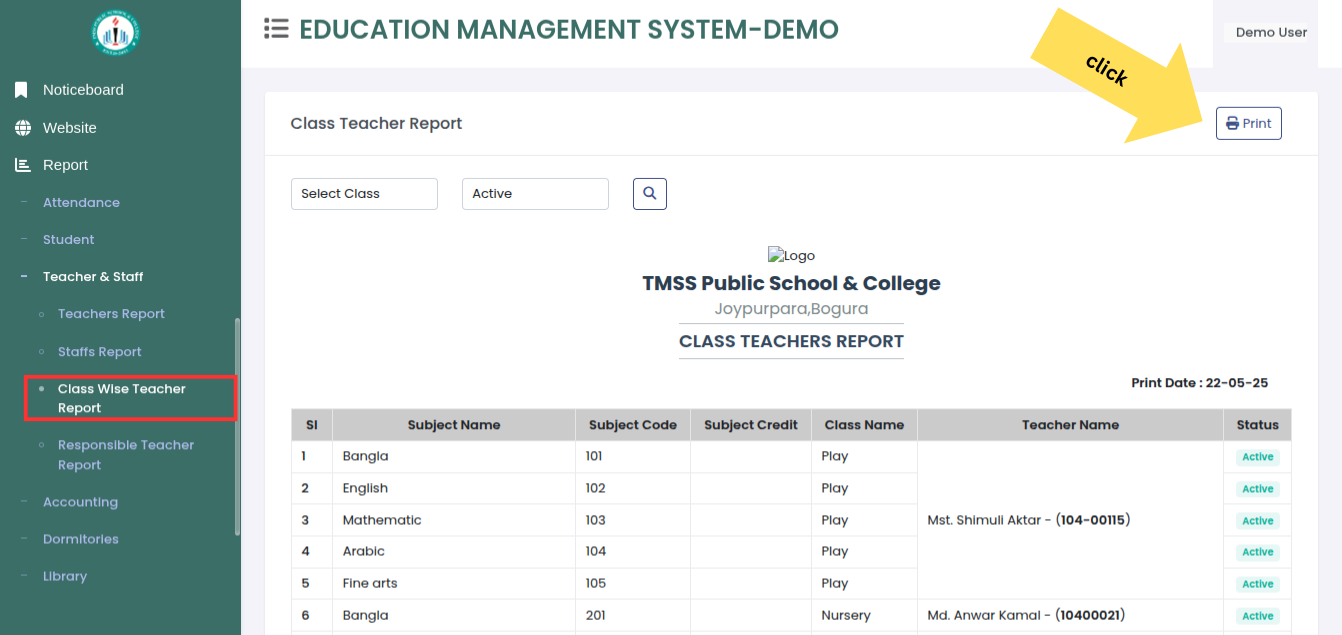 EDUCATION MANAGEMENT SYSTEM-DEMO
Demo User
click
Noticeboard
Website
Report
Attendance
Student
Teacher & Staff
Teachers Report
Staffs Report
Class Wise Teacher
Report
Responsible Teacher
Report
Accounting
Dormitories
Library
Class Teacher Report
Print
Select Class
Active
Logo
TMSS Public School & College
Joypurpara,Bogura
CLASS TEACHERS REPORT
Print Date : 22-05-25
Sl Subject Name Subject Code Subject Credit Class Name Teacher Name Status
1 Bangla 101 Play Active
2 English 102 Play Active
3 Mathematic 103 Play Mst. Shimuli Aktar - (104-00115) Active
4 Arabic 104 Play Active
5 Fine arts 105 Play Active
6 Bangla 201 Nursery Md. Anwar Kamal - (10400021) Active